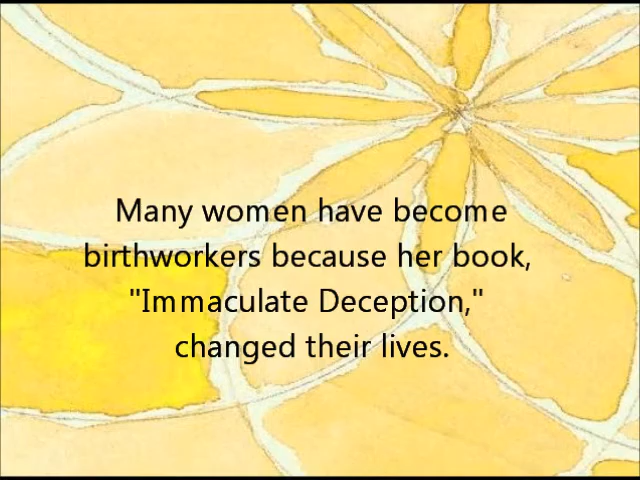 Many women have become
birthworkers because her book,
"Immaculate Deception,"
changed their lives.